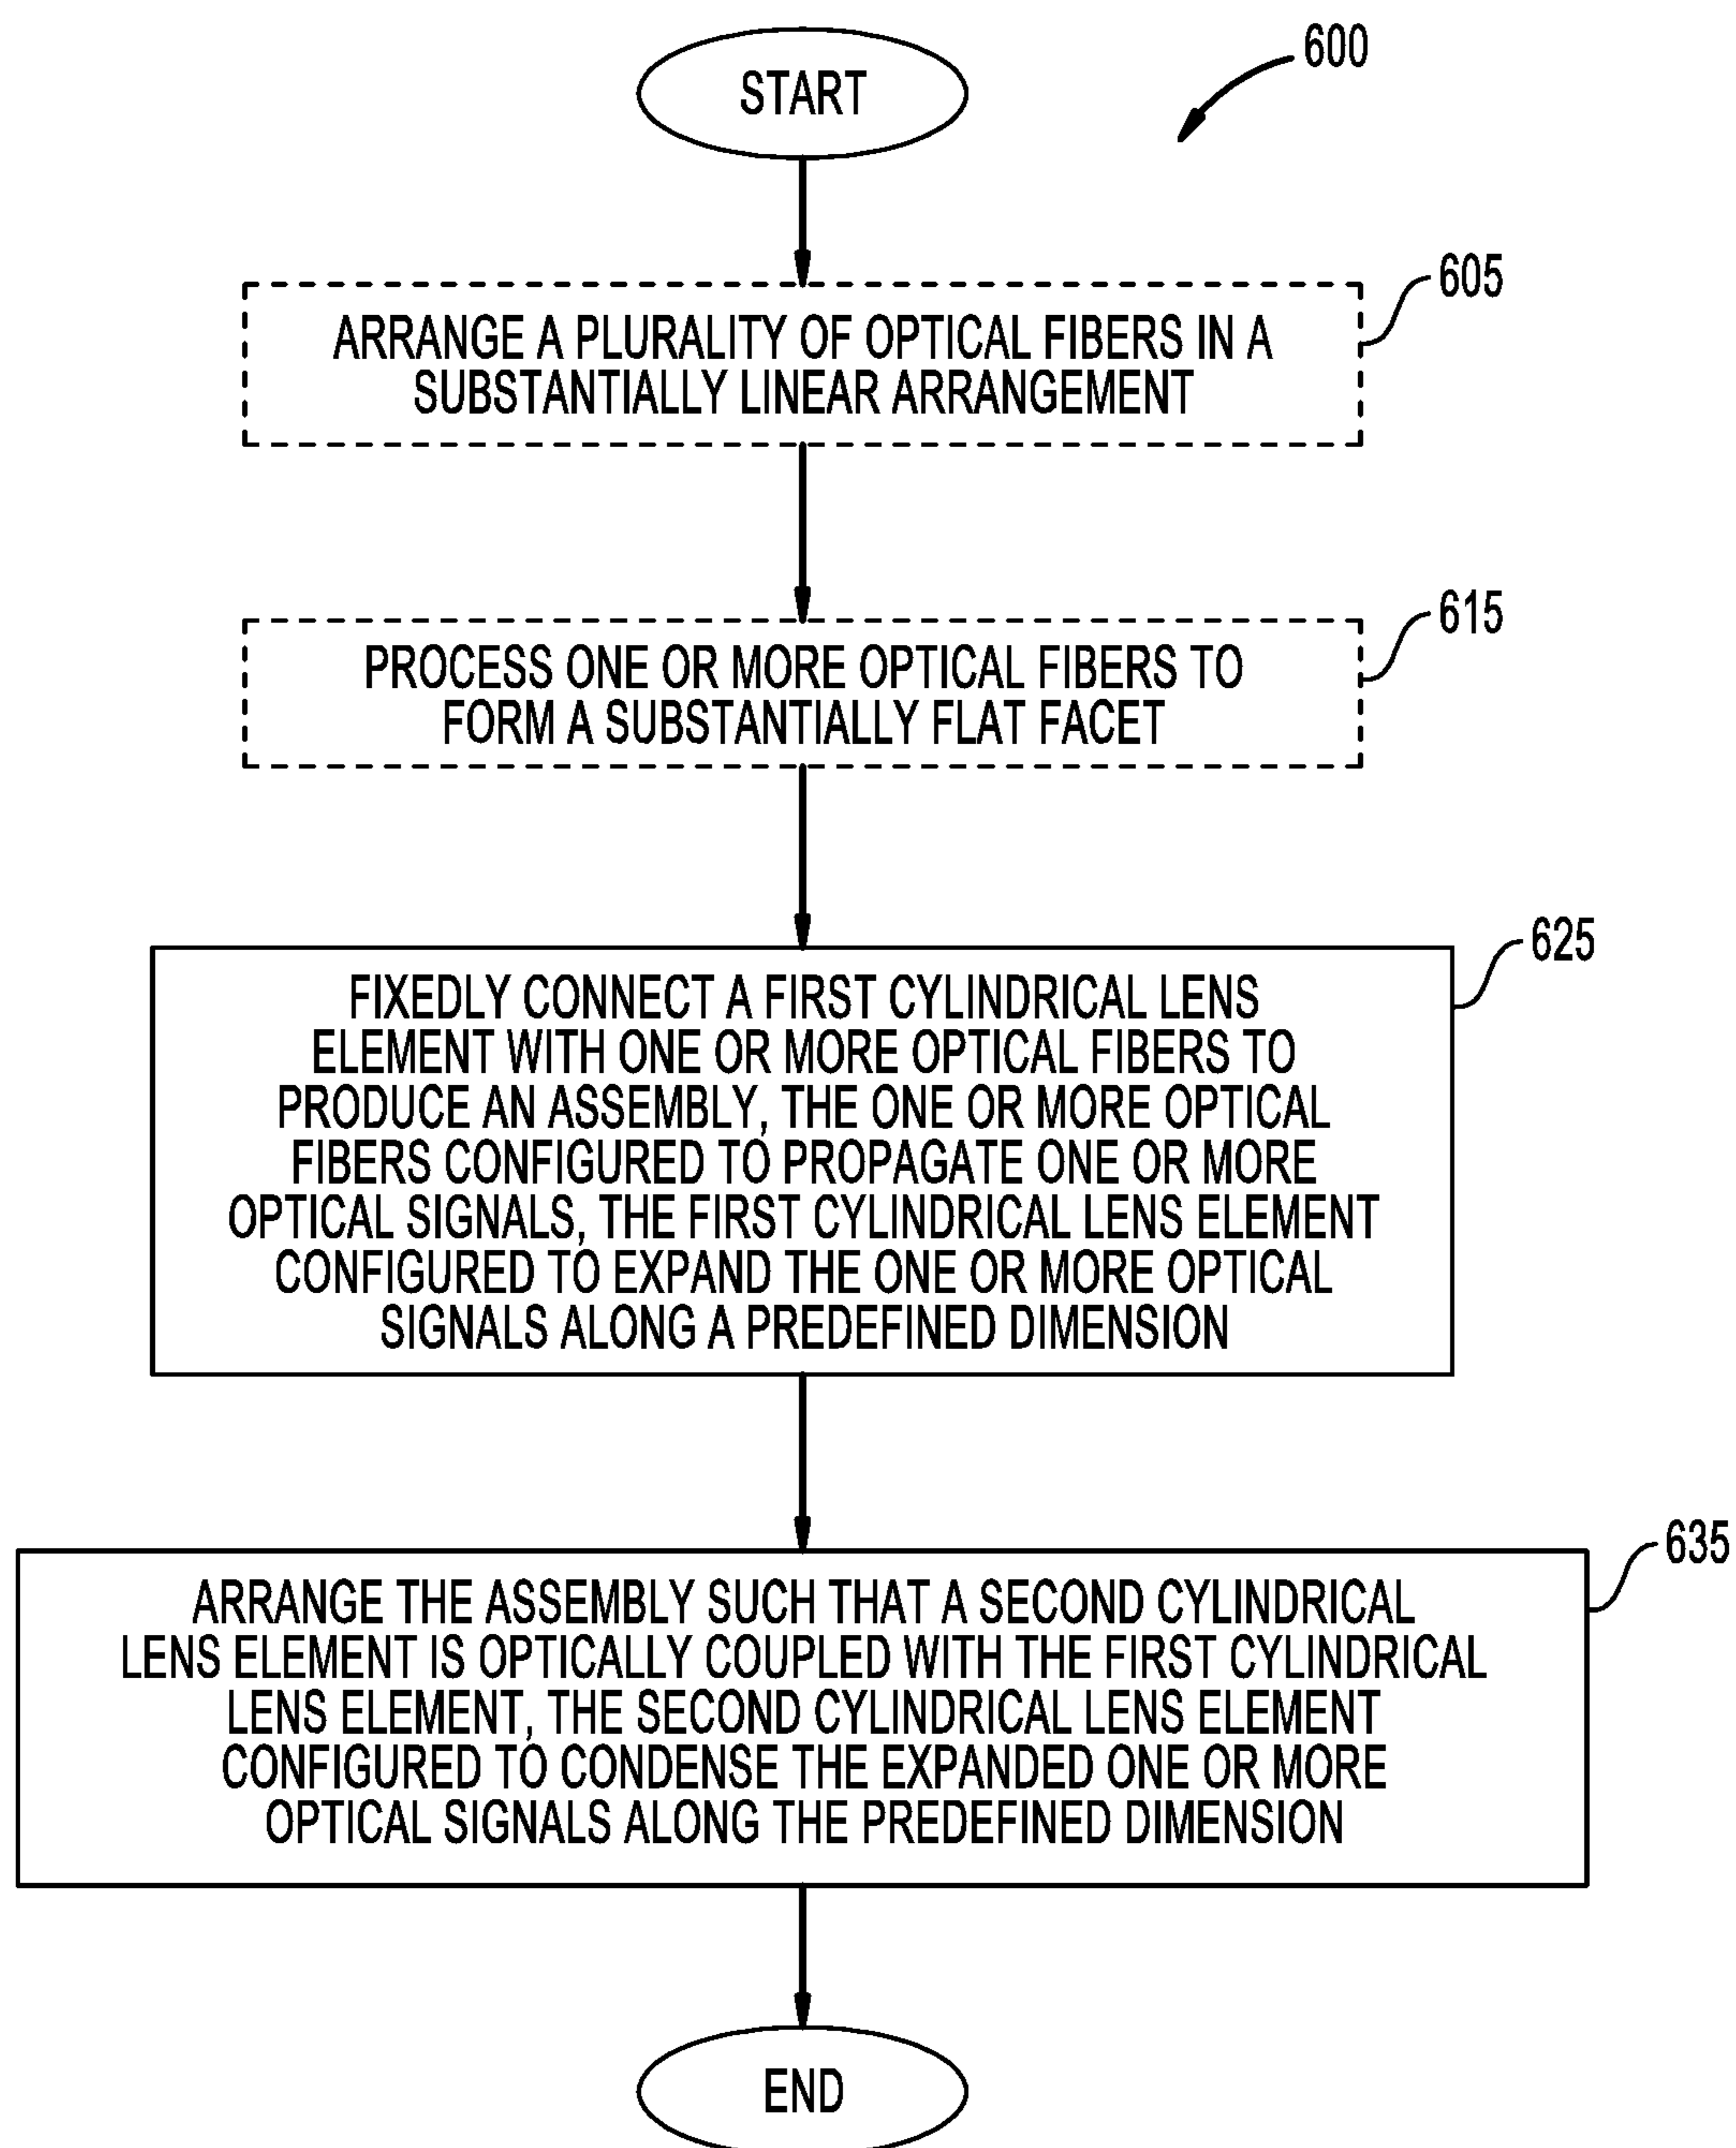 START
600
605
ARRANGE A PLURALITY OF OPTICAL FIBERS IN A
SUBSTANTIALLY LINEAR ARRANGEMENT
615
PROCESS ONE OR MORE OPTICAL FIBERS TO
FORM A SUBSTANTIALLY FLAT FACET
625
FIXEDLY CONNECT A FIRST CYLINDRICAL LENS
ELEMENT WITH ONE OR MORE OPTICAL FIBERS TO
PRODUCE AN ASSEMBLY, THE ONE OR MORE OPTICAL
FIBERS CONFIGURED TO PROPAGATE ONE OR MORE
OPTICAL SIGNALS, THE FIRST CYLINDRICAL LENS ELEMENT
CONFIGURED TO EXPAND THE ONE OR MORE OPTICAL
SIGNALS ALONG A PREDEFINED DIMENSION
635
ARRANGE THE ASSEMBLY SUCH THAT A SECOND CYLINDRICAL
LENS ELEMENT IS OPTICALLY COUPLED WITH THE FIRST CYLINDRICAL
LENS ELEMENT, THE SECOND CYLINDRICAL LENS ELEMENT
CONFIGURED TO CONDENSE THE EXPANDED ONE OR MORE
OPTICAL SIGNALS ALONG THE PREDEFINED DIMENSION
END